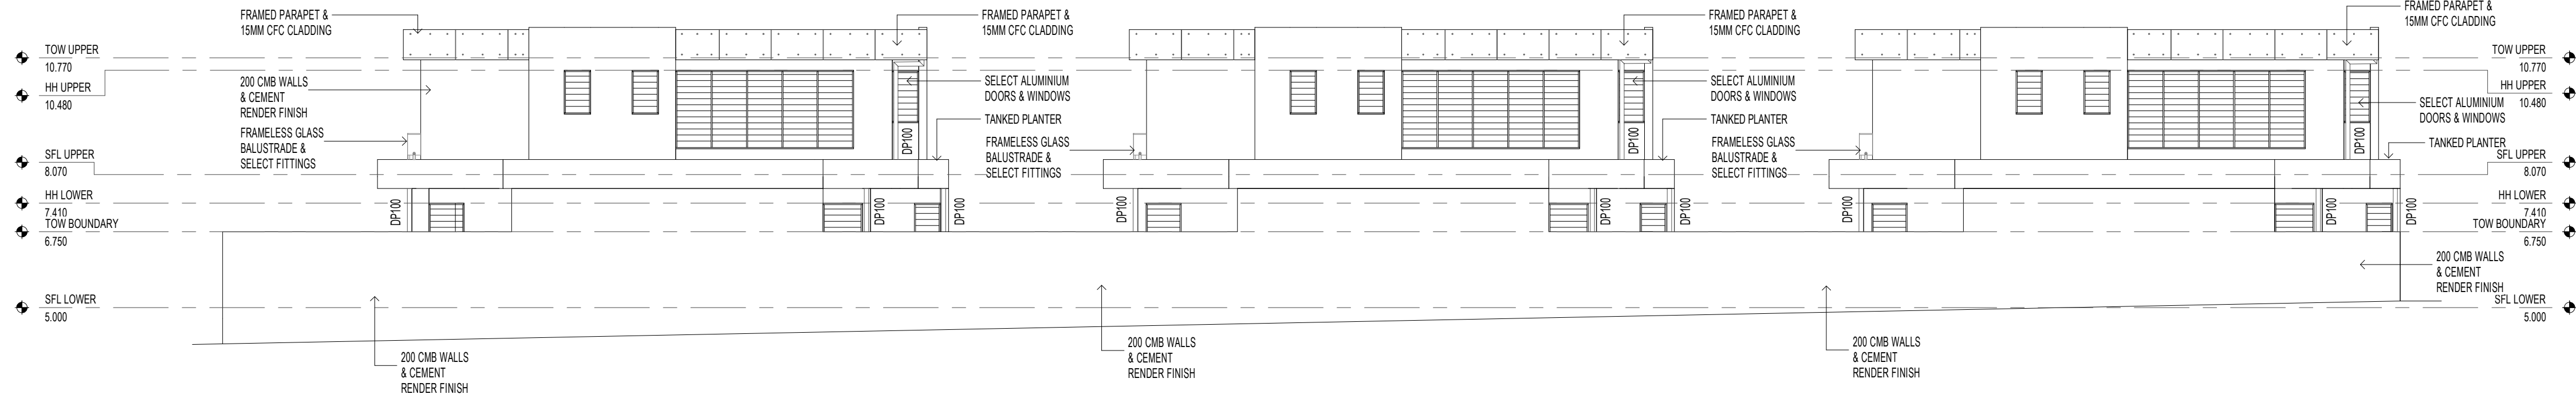 FRAMED PARAPET &
15MM CFC CLADDING
FRAMED PARAPET &
15MM CFC CLADDING
FRAMED PARAPET &
15MM CFC CLADDING
FRAMED PARAPET &
15MM CFC CLADDING
TOW UPPER
10.770
HH UPPER
10.480
SFL UPPER
8.070
HH LOWER
7.410
TOW BOUNDARY
6.750
SFL LOWER
5.000
200 CMB WALLS
& CEMENT
RENDER FINISH
FRAMELESS GLASS
BALUSTRADE &
SELECT FITTINGS
DP100
DP100
DP100
DP100
SELECT ALUMINIUM
DOORS & WINDOWS
TANKED PLANTER
FRAMELESS GLASS
BALUSTRADE &
SELECT FITTINGS
DP100
DP100
DP100
DP100
SELECT ALUMINIUM
DOORS & WINDOWS
TANKED PLANTER
FRAMELESS GLASS
BALUSTRADE &
SELECT FITTINGS
DP100
DP100
DP100
DP100
SELECT ALUMINIUM
DOORS & WINDOWS
TANKED PLANTER
TOW UPPER
10.770
HH UPPER
10.480
SFL UPPER
8.070
HH LOWER
7.410
TOW BOUNDARY
6.750
200 CMB WALLS
& CEMENT
RENDER FINISH
SFL LOWER
5.000
200 CMB WALLS
& CEMENT
RENDER FINISH
200 CMB WALLS
& CEMENT
RENDER FINISH
200 CMB WALLS
& CEMENT
RENDER FINISH